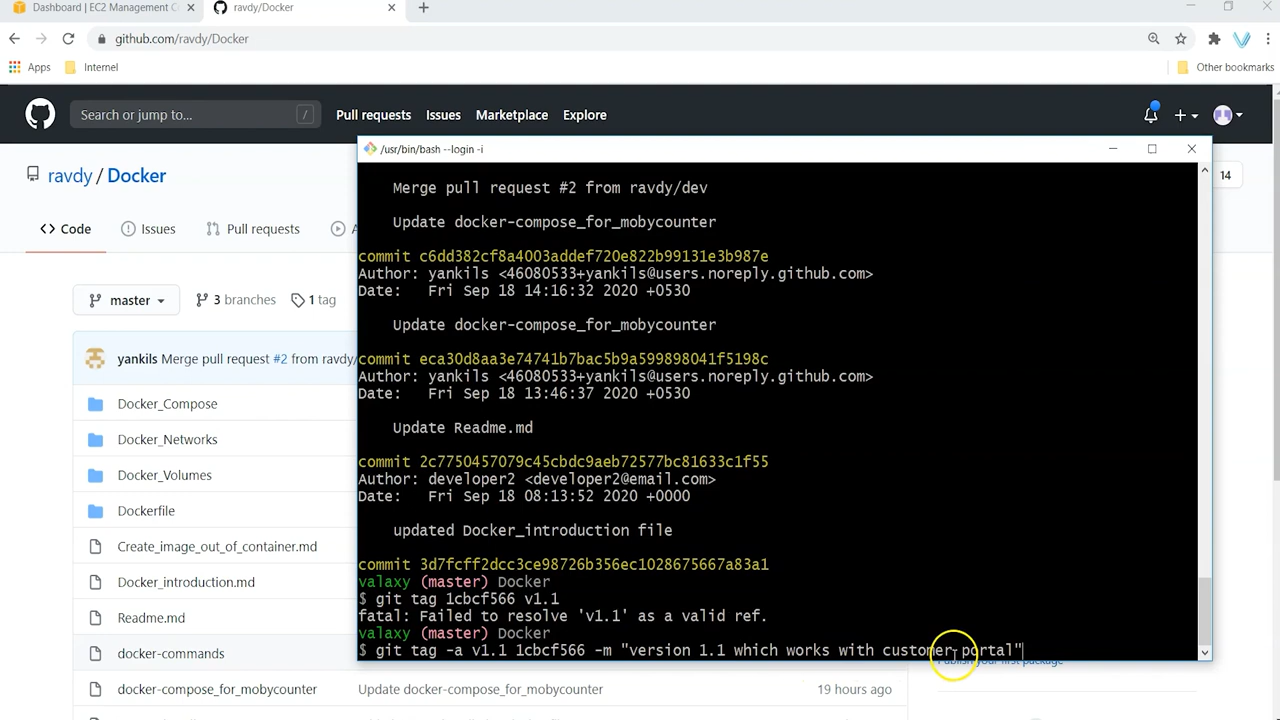 Dashboard | EC2 Management C
ravdy/Docker
github.com/ravdy/Docker
Apps
Internet
Other bookmarks
Search or jump to...
/
Pull requests
Issues
Marketplace
Explore
/usr/bin/bash --login -i
ravdy / Docker
14
Code
Issues
Pull requests
A
master
3 branches
1 tag
yankils Merge pull request #2 from ravdy/
Docker_Compose
Docker_Networks
Docker_Volumes
Dockerfile
Create_image_out_of_container.md
Docker_introduction.md
Readme.md
docker-commands
docker-compose_for_mobycounter
Update docker-compose_for_mobycounter
19 hours ago
Merge pull request #2 from ravdy/dev
Update docker-compose_for_mobycounter
commit c6dd382cf8a4003addef720e822b99131e3b987e
Author: yankils <46080533+yankils@users.noreply.github.com>
Date:   Fri Sep 18 14:16:32 2020 +0530
Update docker-compose_for_mobycounter
commit eca30d8aa3e74741b7bac5b9a599898041f5198c
Author: yankils <46080533+yankils@users.noreply.github.com>
Date:   Fri Sep 18 13:46:37 2020 +0530
Update Readme.md
commit 2c7750457079c45cbdc9aeb72577bc81633c1f55
Author: developer2 <developer2@email.com>
Date:   Fri Sep 18 08:13:52 2020 +0000
updated Docker_introduction file
commit 3d7fcff2dcc3ce98726b356ec1028675667a83a1
valaxy (master) Docker
$ git tag 1cbcf566 v1.1
fatal: Failed to resolve 'v1.1' as a valid ref.
valaxy (master) Docker
$ git tag -a v1.1 1cbcf566 -m "version 1.1 which works with customer portal"
Publish your first package